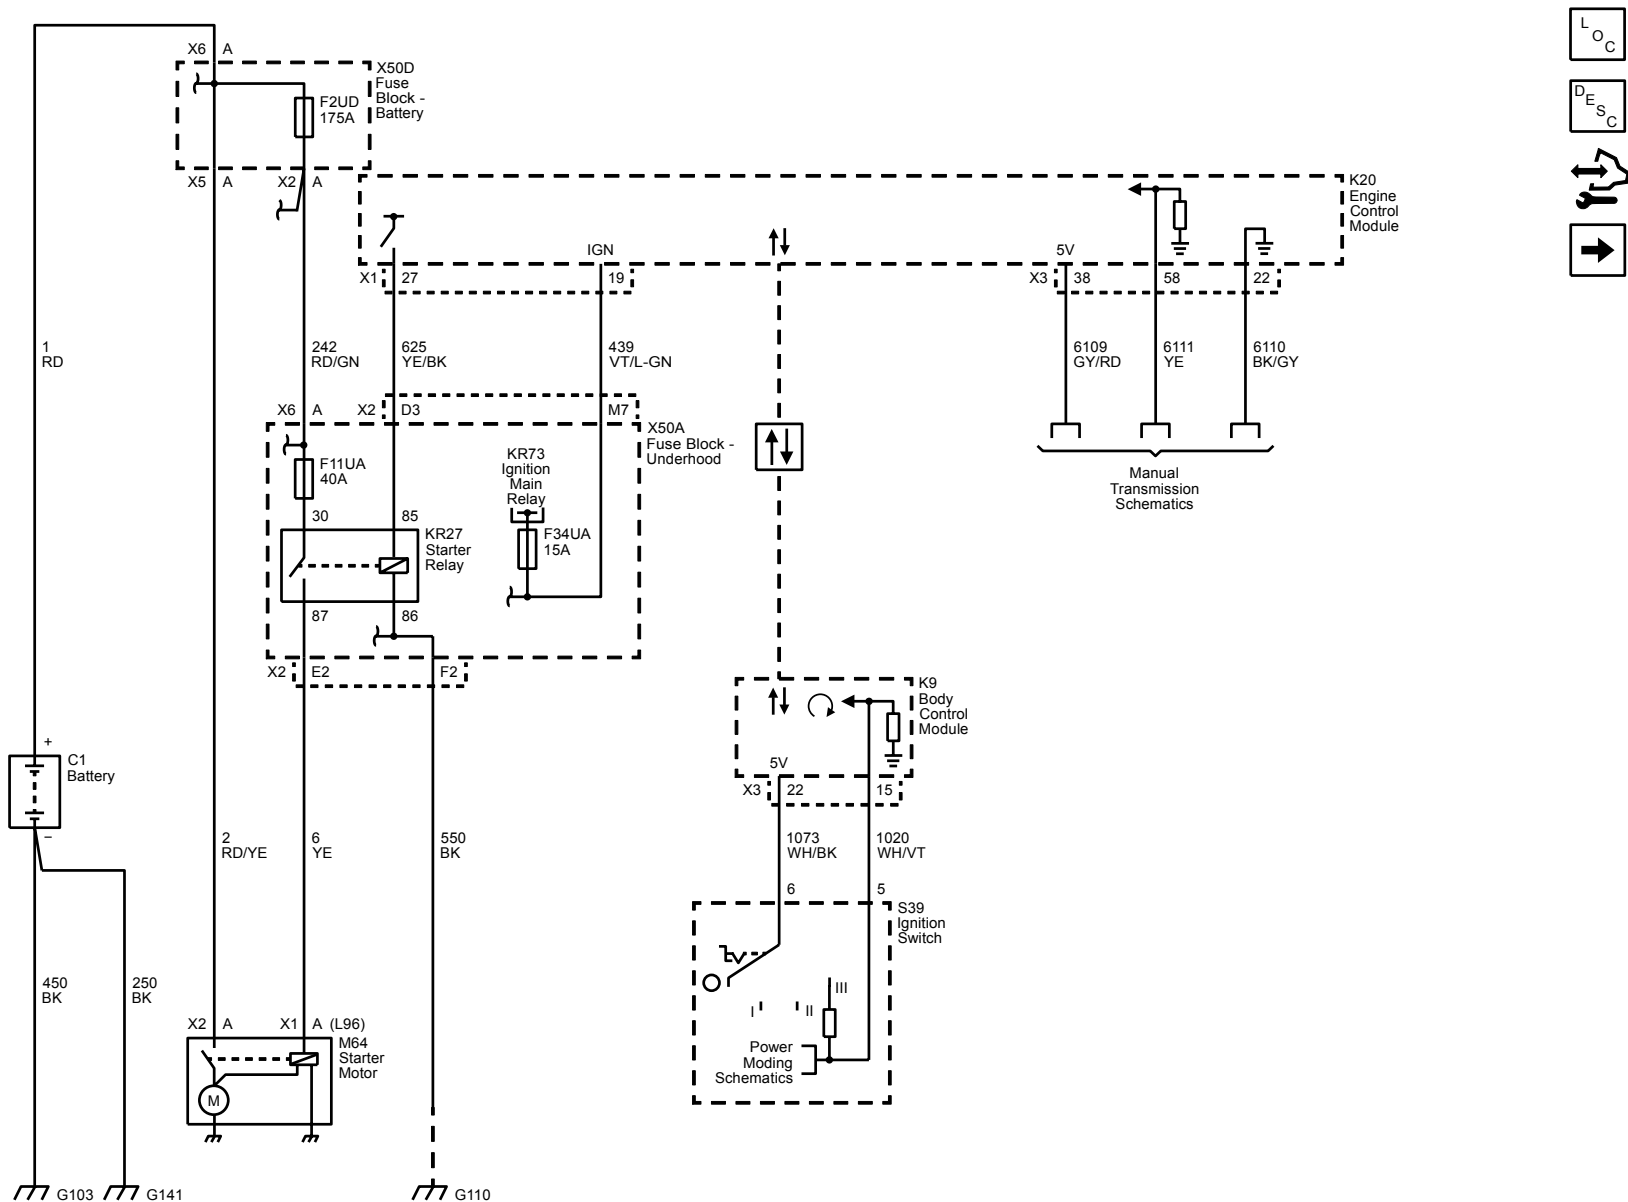 L
O
C
D
E
S
C
X6 A
X50D
Fuse
Block -
Battery
F2UD
175A
X5 A
X2 A
K20
Engine
Control
Module
IGN
5V
X1 27
19
X3 38
58
22
1
RD
242
RD/GN
625
YE/BK
439
VT/L-GN
6109
GY/RD
6111
YE
6110
BK/GY
X6 A
X2 D3
M7
X50A
Fuse Block -
Underhood
F11UA
40A
KR73
Ignition
Main
Relay
F34UA
15A
30
85
KR27
Starter
Relay
87
86
X2 E2
F2
Manual
Transmission
Schematics
K9
Body
Control
Module
5V
X3 22
15
+
C1
Battery
−
2
RD/YE
6
YE
550
BK
1073
WH/BK
1020
WH/VT
6
5
S39
Ignition
Switch
I
II
III
Power
Moding
Schematics
450
BK
250
BK
X2 A
X1 A (L96)
M64
Starter
Motor
M
G103
G141
G110